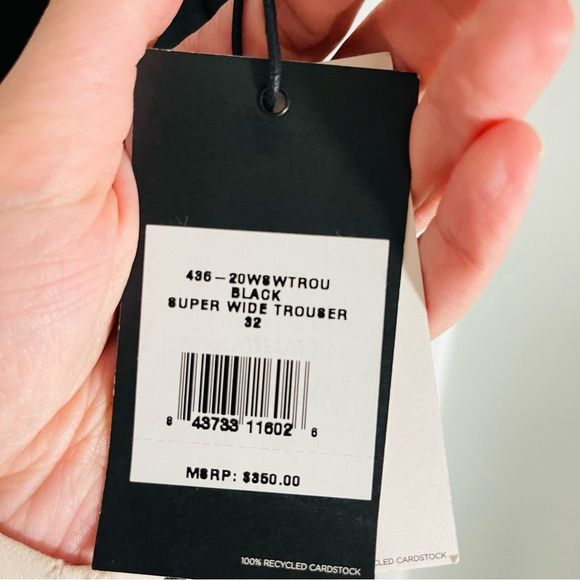 436-20WSWTROU
BLACK
SUPER WIDE TROUSER
32
8 43733 11602 6
MSRP: $350.00
100% RECYCLED CARDSTOCK
CLED CARDSTOCK